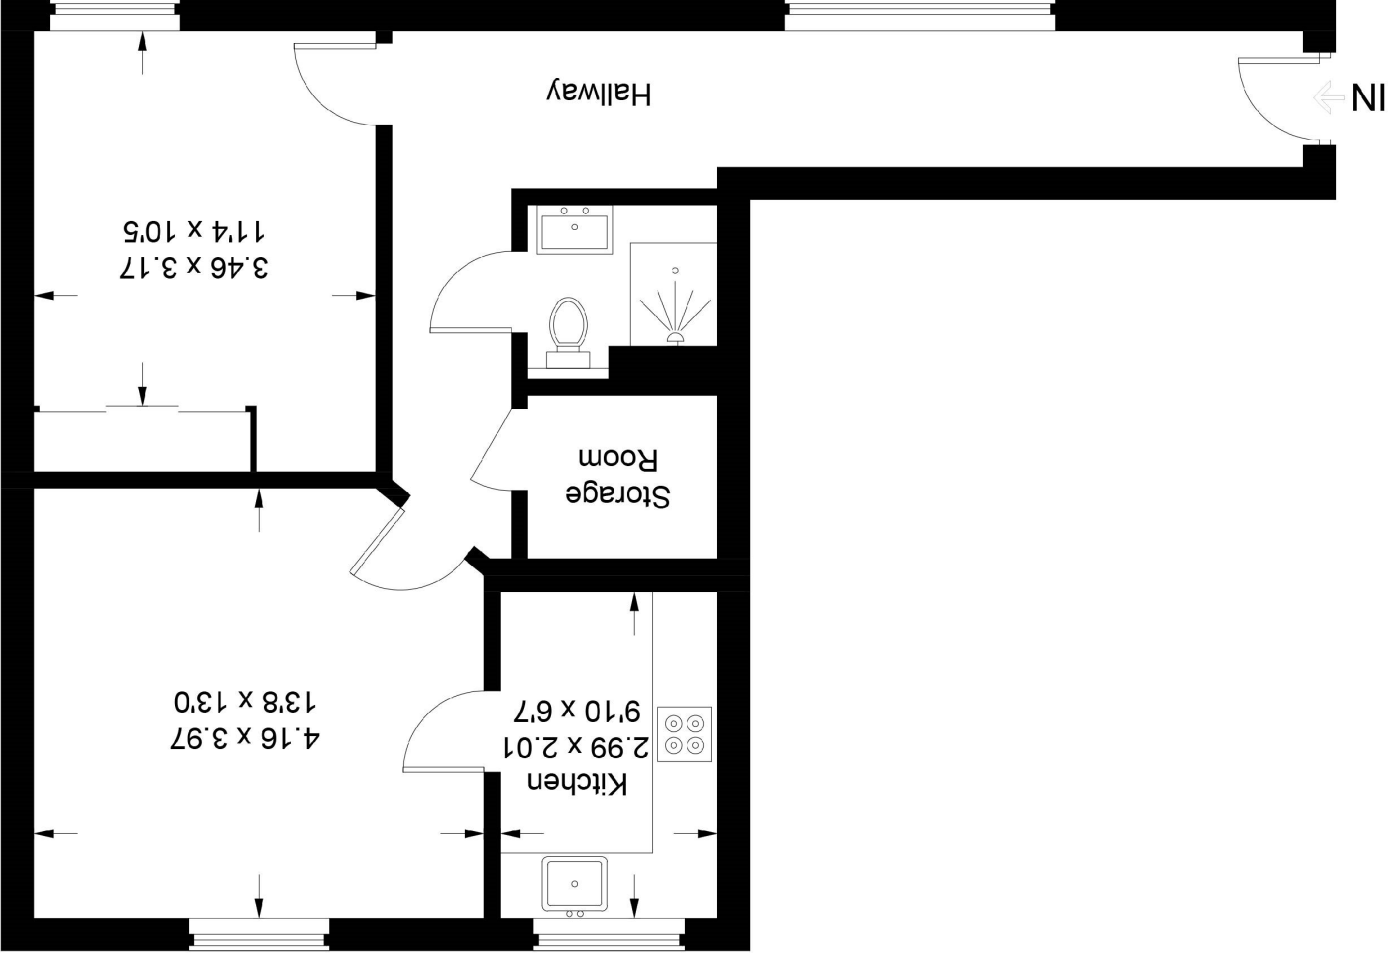 Kitchen
2.99 x 2.01
9'10 x 6'7
4.16 x 3.97
13'8 x 13'0
Storage
Room
3.46 x 3.17
11'4 x 10'5
IN
Hallway